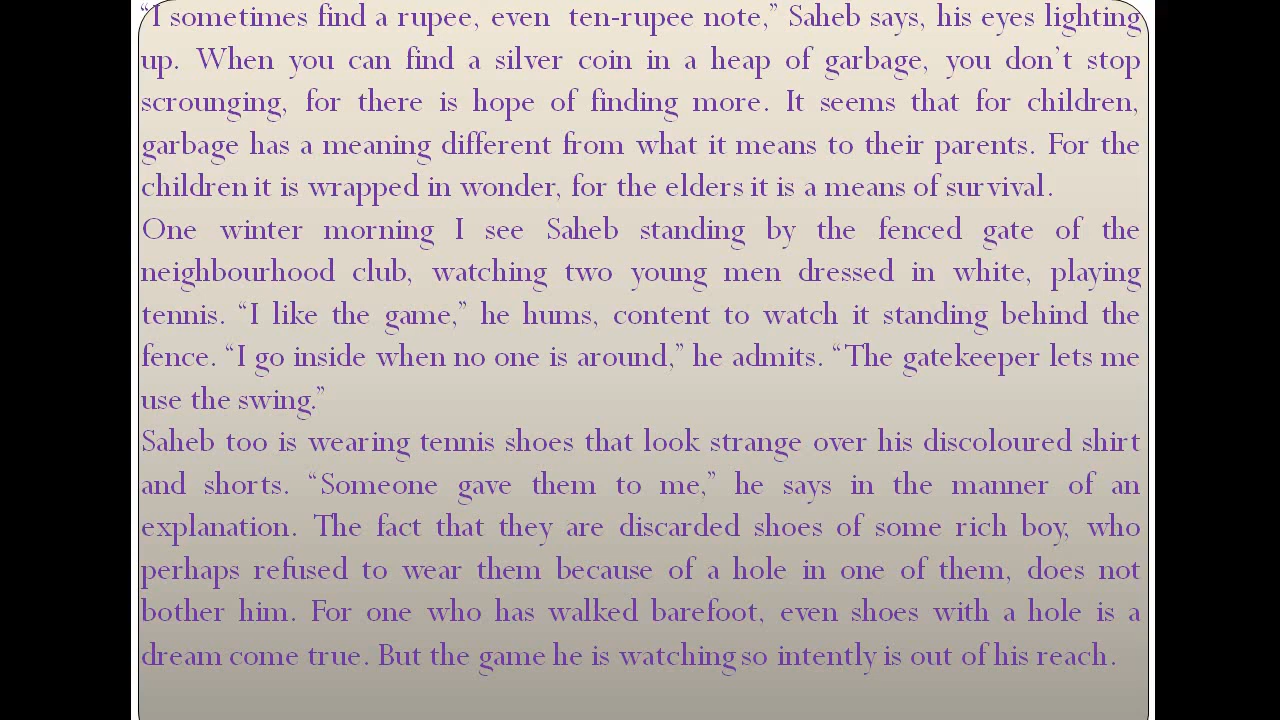 “I sometimes find a rupee, even ten-rupee note,” Saheb says, his eyes lighting
up. When you can find a silver coin in a heap of garbage, you don’t stop
scrounging, for there is hope of finding more. It seems that for children,
garbage has a meaning different from what it means to their parents. For the
children it is wrapped in wonder, for the elders it is a means of survival.
One winter morning I see Saheb standing by the fenced gate of the
neighbourhood club, watching two young men dressed in white, playing
tennis. “I like the game,” he hums, content to watch it standing behind the
fence. “I go inside when no one is around,” he admits. “The gatekeeper lets me
use the swing.”
Saheb too is wearing tennis shoes that look strange over his discoloured shirt
and shorts. “Someone gave them to me,” he says in the manner of an
explanation. The fact that they are discarded shoes of some rich boy, who
perhaps refused to wear them because of a hole in one of them, does not
bother him. For one who has walked barefoot, even shoes with a hole is a
dream come true. But the game he is watching so intently is out of his reach.